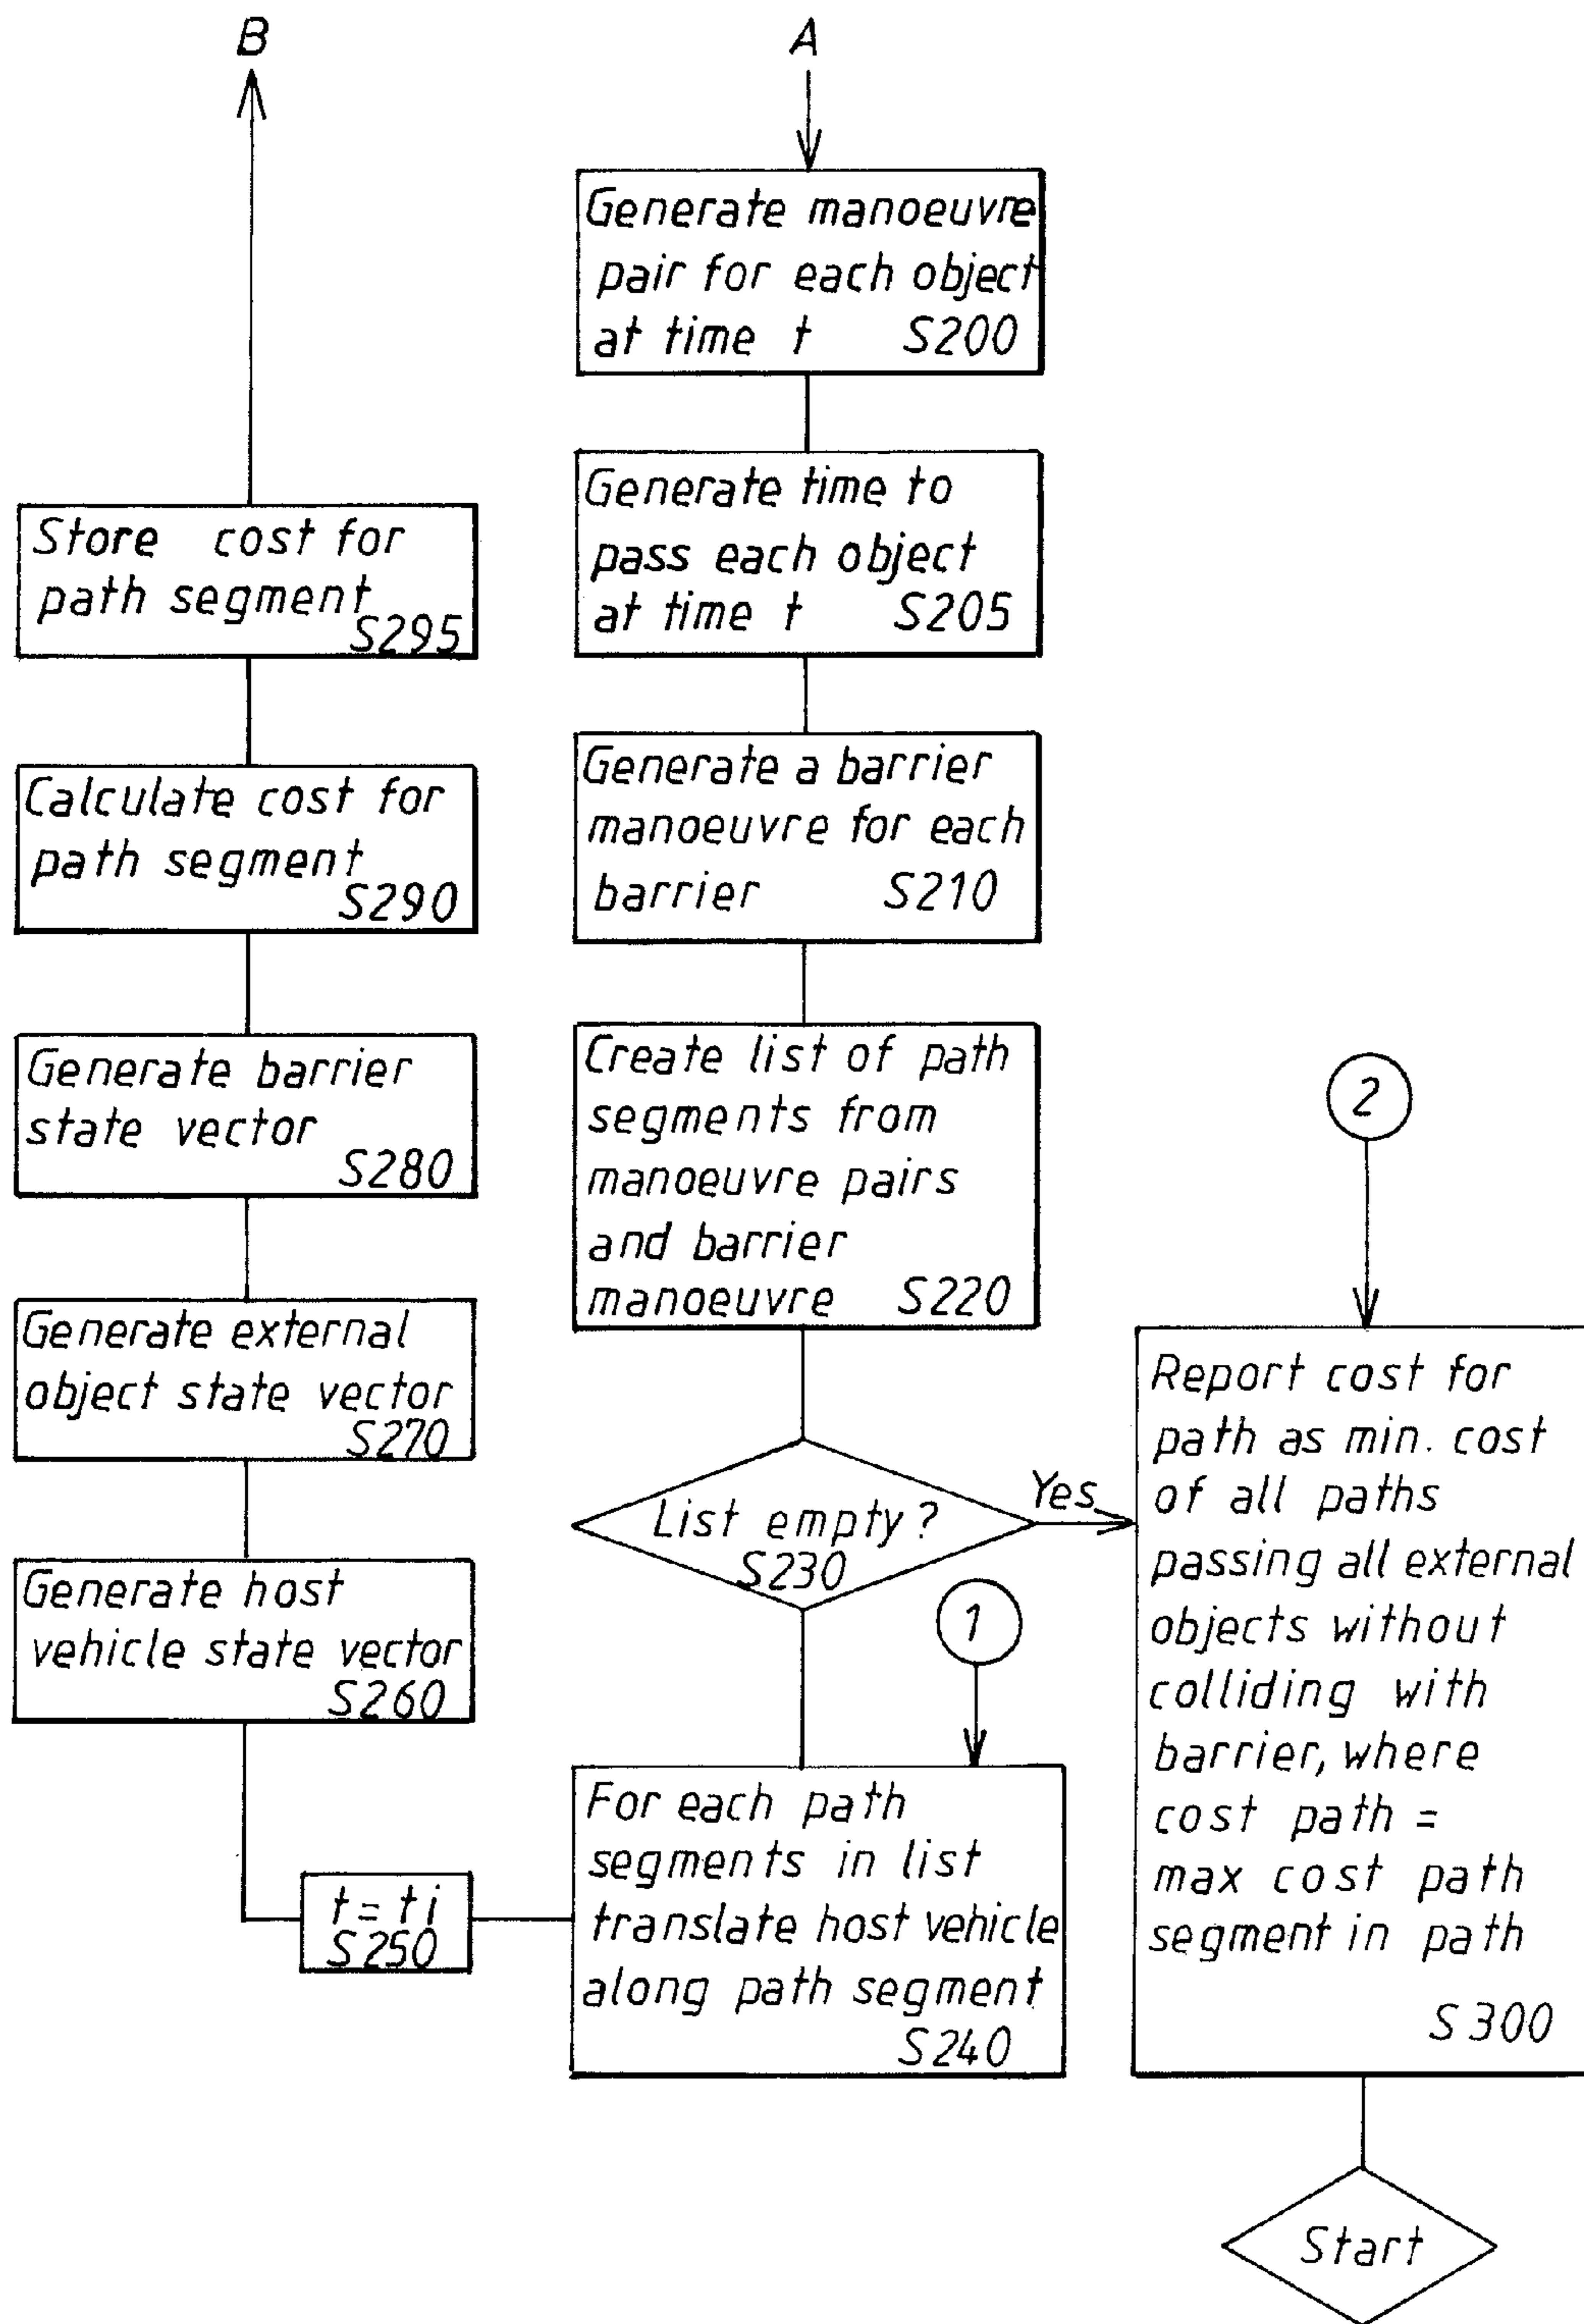 B
A
Generate manoeuvre
pair for each object
at time t S200
Generate time to
pass each object
at time t S205
Store cost for
path segment
S295
Generate a barrier
manoeuvre for each
barrier S210
Calculate cost for
path segment
S290
Create list of path
segments from
manoeuvre pairs
and barrier
manoeuvre S220
Generate barrier
state vector
S280
2
Generate external
object state vector
S270
List empty?
S230
Yes
Generate host
vehicle state vector
S260
1
For each path
segments in list
translate host vehicle
along path segment
S240
t = ti
S250
Report cost for
path as min. cost
of all paths
passing all external
objects without
colliding with
barrier, where
cost path =
max cost path
segment in path
S300
Start